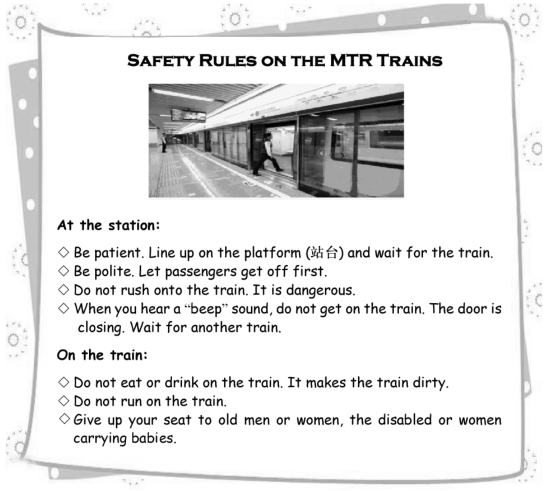 SAFETY RULES ON THE MTR TRAINS
At the station:
◇ Be patient. Line up on the platform (站台) and wait for the train.
◇ Be polite. Let passengers get off first.
◇ Do not rush onto the train. It is dangerous.
◇ When you hear a “beep” sound, do not get on the train. The door is
closing. Wait for another train.
On the train:
◇ Do not eat or drink on the train. It makes the train dirty.
◇ Do not run on the train.
◇ Give up your seat to old men or women, the disabled or women
carrying babies.